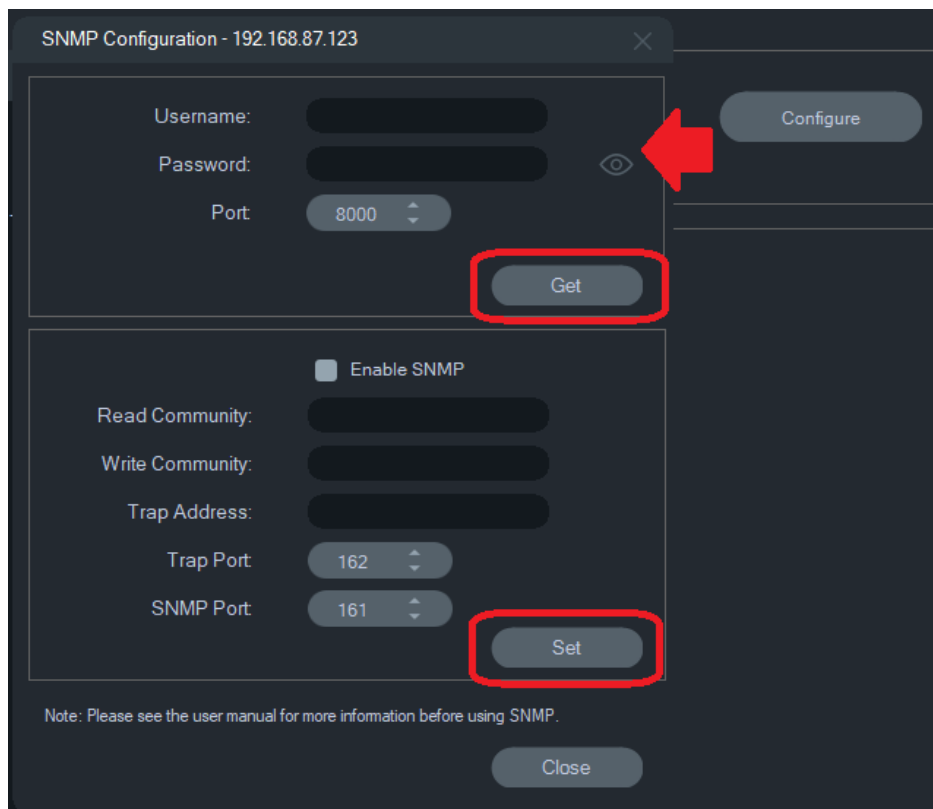 SNMP Configuration - 192.168.87.123
Username:
Configure
Password:
Port:
8000
Get
Enable SNMP
Read Community:
Write Community:
Trap Address:
Trap Port:
162
SNMP Port:
161
Set
Note: Please see the user manual for more information before using SNMP.
Close